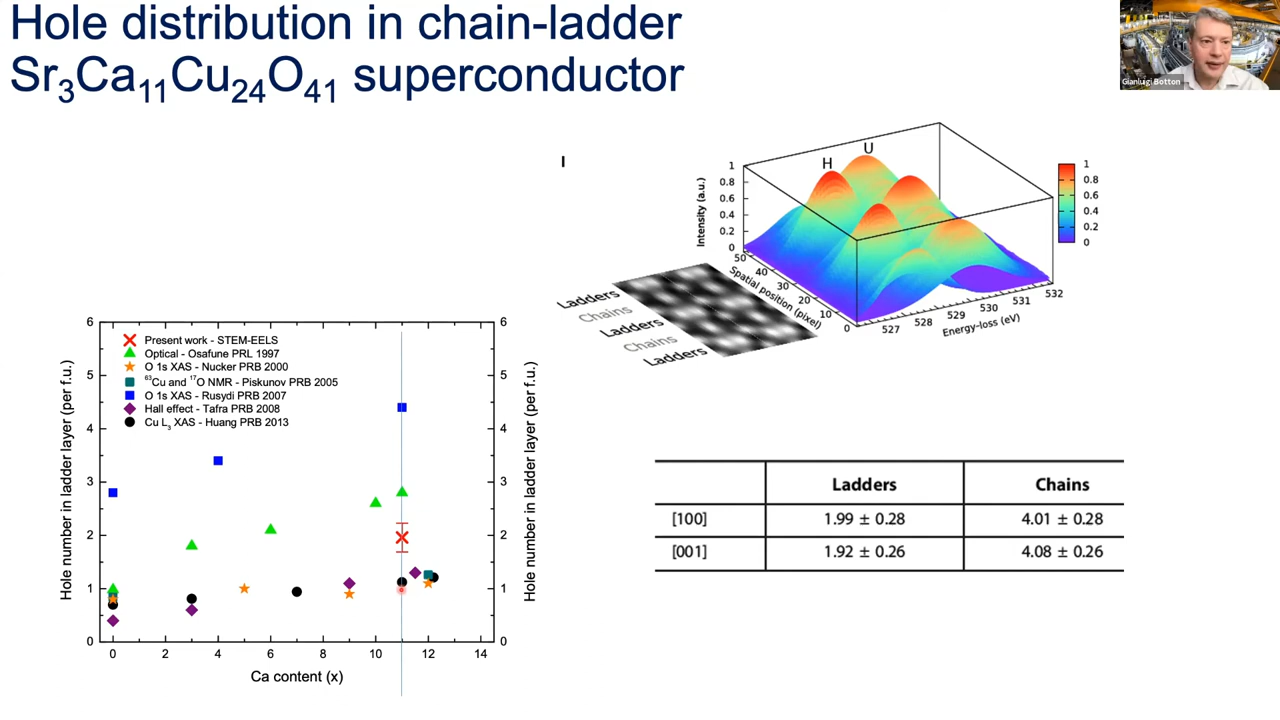 Hole distribution in chain-ladder
Sr₃Ca₁₁Cu₂₄O₄₁ superconductor
Gianluigi Botton
I
H
U
Intensity (a.u.)
1
0.8
0.6
0.4
0.2
0
50
40
30
20
10
0
Spatial position (pixel)
527
528
529
530
531
532
Energy-loss (eV)
1
0.8
0.6
0.4
0.2
0
Ladders
Chains
Ladders
Chains
Ladders
Hole number in ladder layer (per f.u.)
6
5
4
3
2
1
0
Present work - STEM-EELS
Optical - Osafune PRL 1997
O 1s XAS - Nucker PRB 2000
⁶³Cu and ¹⁷O NMR - Piskunov PRB 2005
O 1s XAS - Rusydi PRB 2007
Hall effect - Tafra PRB 2008
Cu L₃ XAS - Huang PRB 2013
6
5
4
3
2
1
0
Hole number in ladder layer (per f.u.)
0 2 4 6 8 10 12 14
Ca content (x)
Ladders Chains
[100] 1.99 ± 0.28 4.01 ± 0.28
[001] 1.92 ± 0.26 4.08 ± 0.26